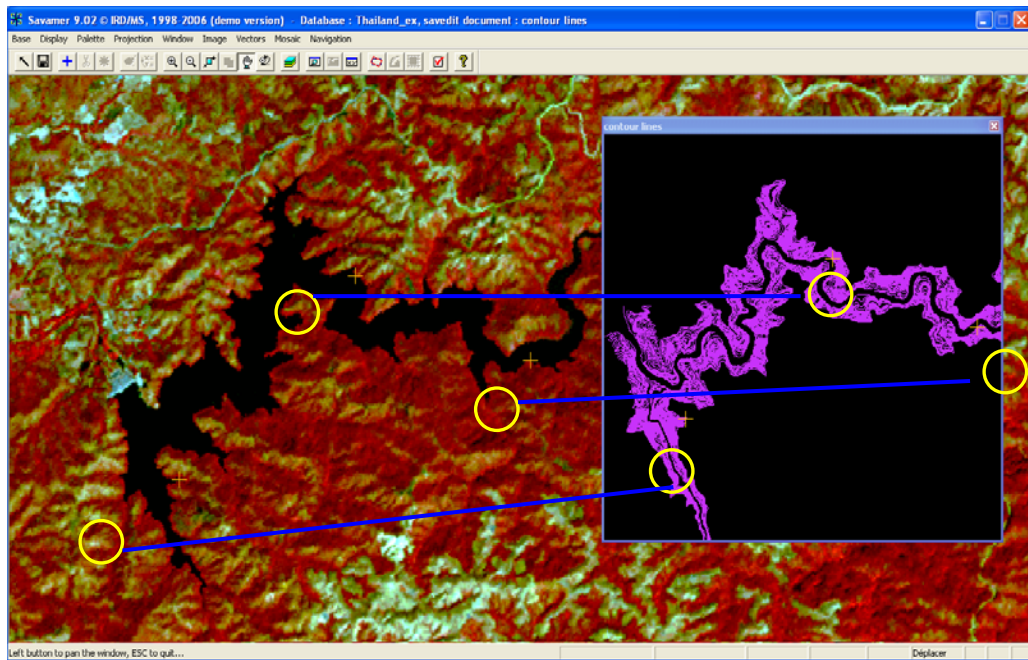 Savamer 9.02 © IRD/MS, 1998-2006 (demo version) - Database : Thailand_ex, savedit document : contour lines
Base Display Palette Projection Window Image Vectors Mosaic Navigation
contour lines
Left button to pan the window, ESC to quit...
Déplacer